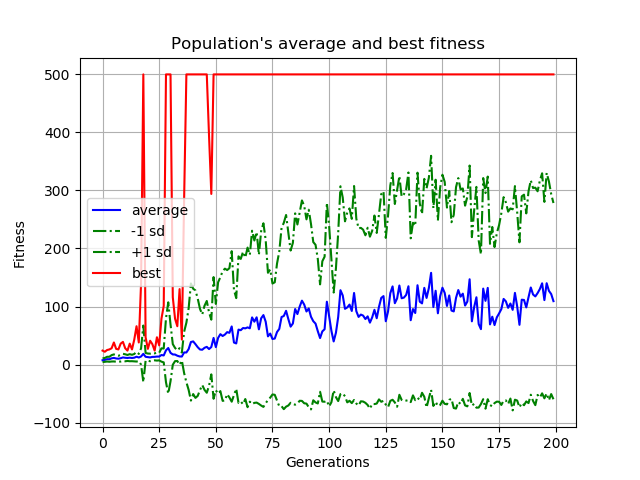 Population's average and best fitness
500
400
300
200
100
0
−100
Fitness
average
-1 sd
+1 sd
best
0
25
50
75
100
125
150
175
200
Generations